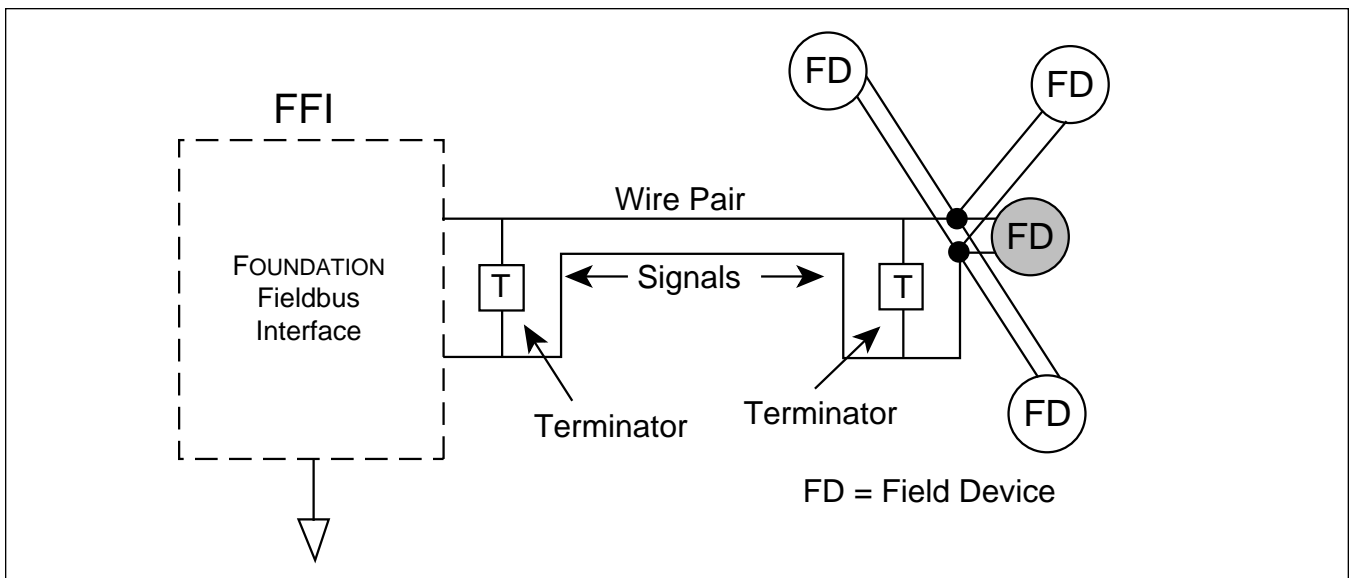 FFI
FOUNDATION
Fieldbus
Interface
Wire Pair
T
Signals
T
Terminator
Terminator
FD
FD
FD
FD
FD = Field Device